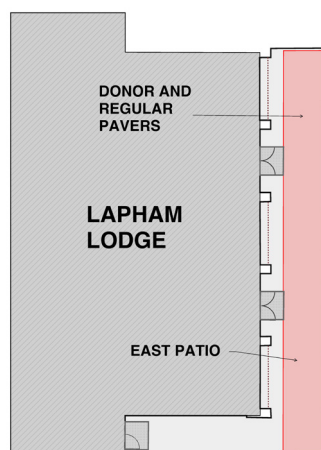 DONOR AND
REGULAR
PAVERS
LAPHAM
LODGE
EAST PATIO